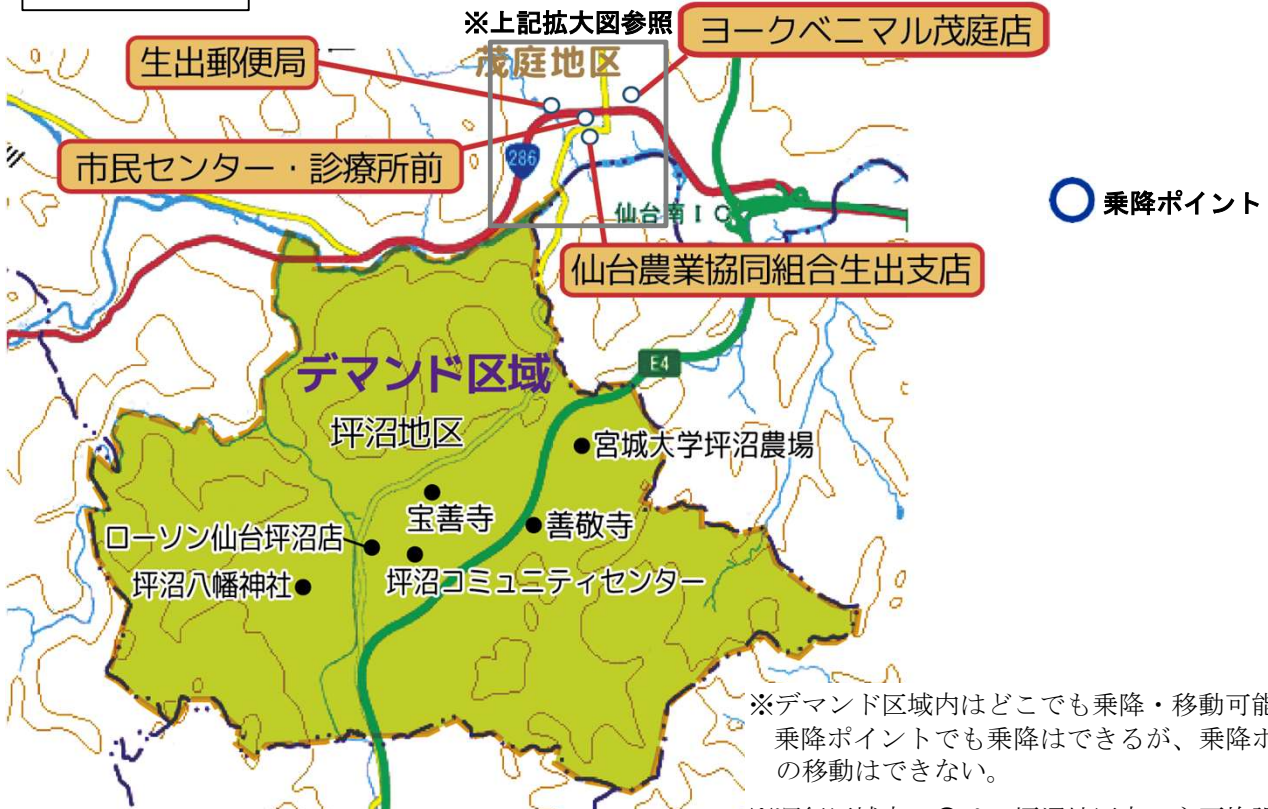 ※上記拡大図参照
ヨークベニマル茂庭店
生出郵便局
茂庭地区
市民センター・診療所前
286
仙台南IC
乗降ポイント
仙台農業協同組合生出支店
E4
デマンド区域
坪沼地区
宮城大学坪沼農場
宝善寺
善敬寺
ローソン仙台坪沼店
坪沼コミュニティセンター
坪沼八幡神社
※デマンド区域内はどこでも乗降・移動可能
乗降ポイントでも乗降はできるが、乗降ポ
の移動はできない。